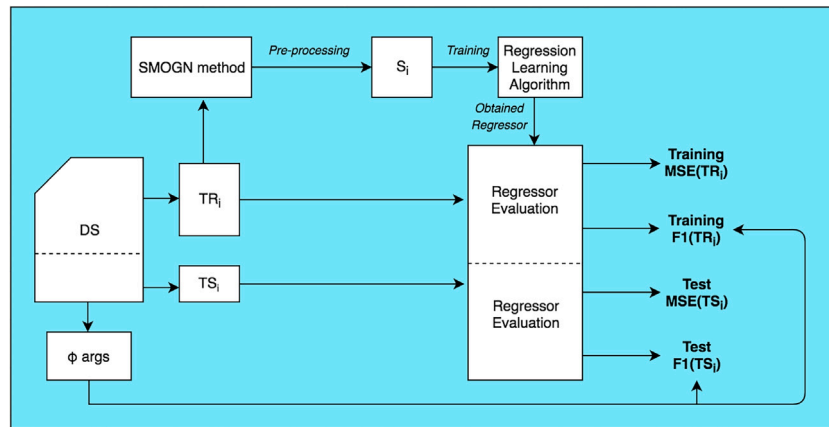 SMOGN method
Pre-processing
Si
Training
Regression
Learning
Algorithm
Obtained
Regressor
DS
TRi
TSi
ϕ args
Regressor
Evaluation
Regressor
Evaluation
Training
MSE(TRi)
Training
F1(TRi)
Test
MSE(TSi)
Test
F1(TSi)